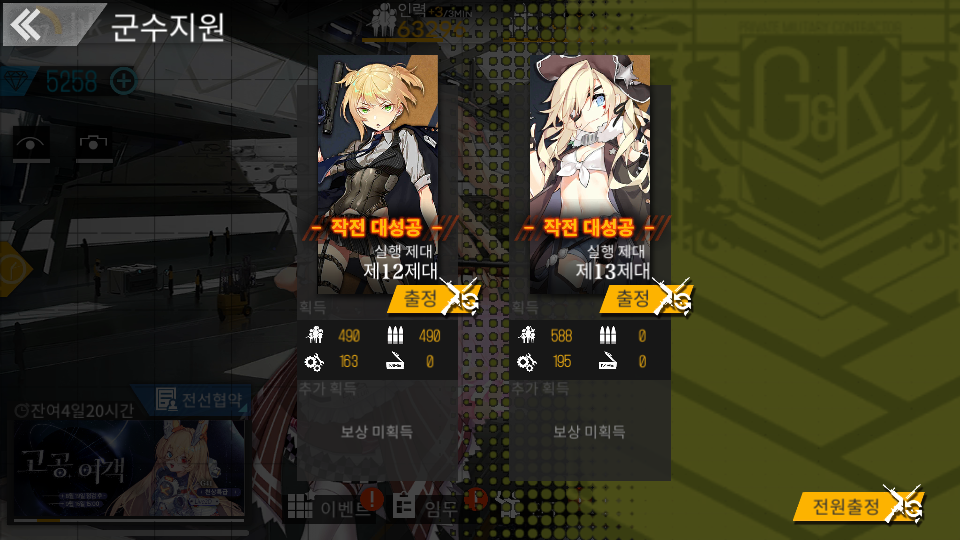 군수지원
인력 +3/3MIN
5258
G&K
- 작전 대성공 -
실행 제대
제12제대
출정
획득
490
490
163
0
추가 획득
보상 미획득
- 작전 대성공 -
실행 제대
제13제대
출정
획득
588
0
195
0
추가 획득
보상 미획득
잔여4일20시간
전선협약
고공 여객
이벤트
임무
전원출정